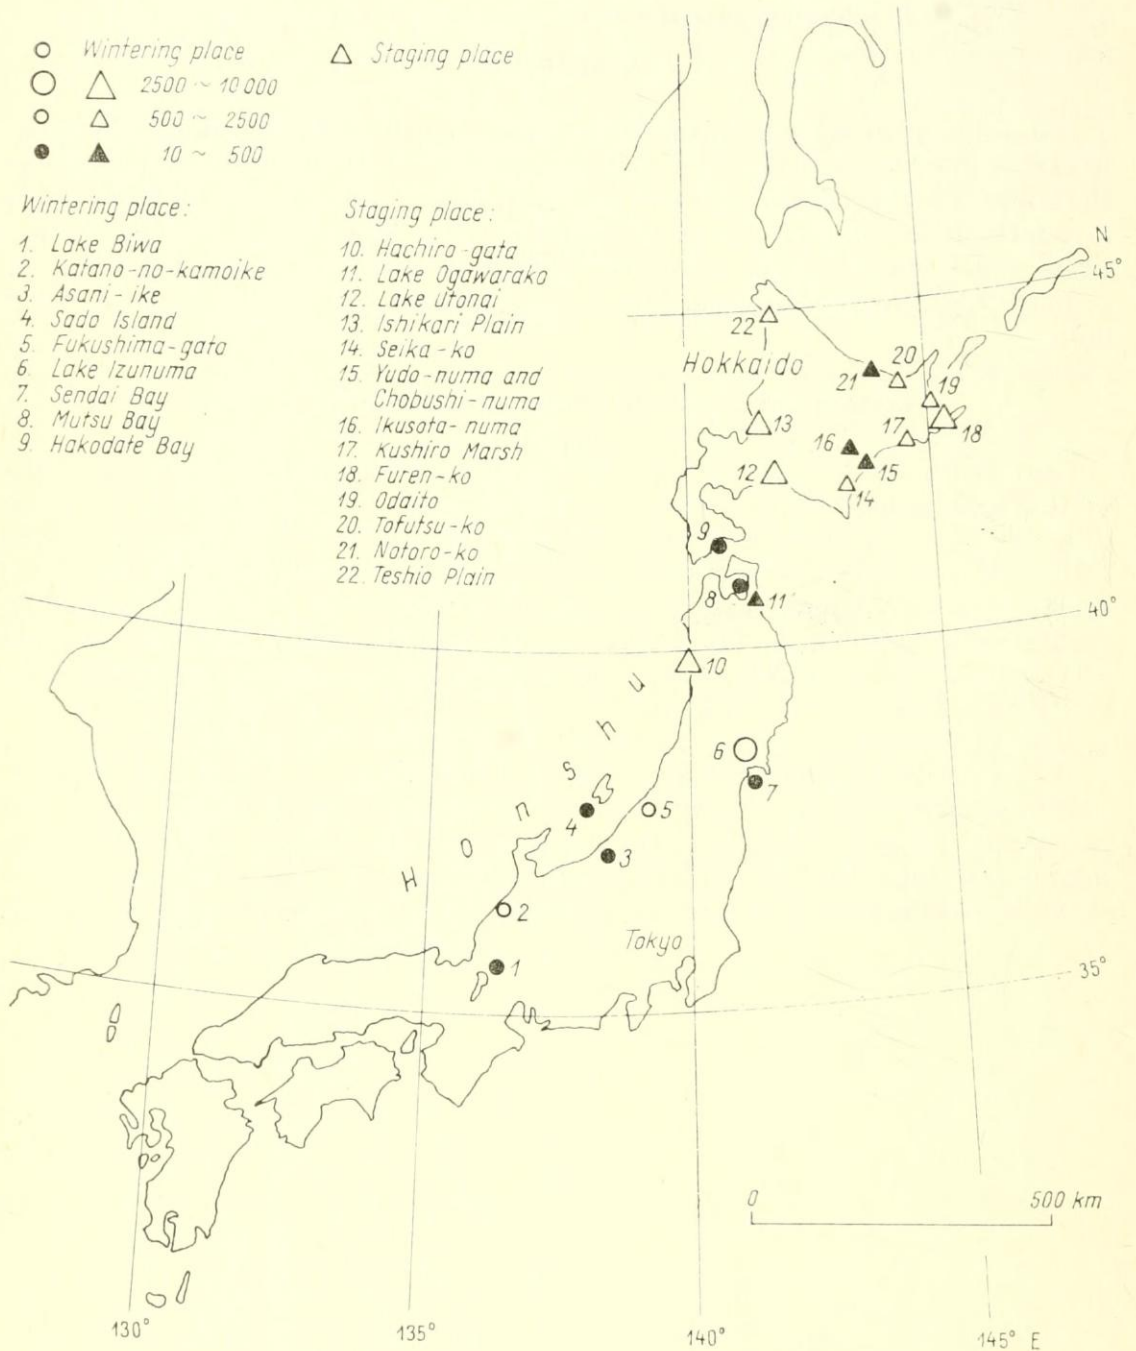 Wintering place
Staging place
2500 ~ 10 000
500 ~ 2500
10 ~ 500
Wintering place:
1. Lake Biwa
2. Katano-no-kamoike
3. Asani-ike
4. Sado Island
5. Fukushima-gata
6. Lake Izunuma
7. Sendai Bay
8. Mutsu Bay
9. Hakodate Bay
Staging place:
10. Hachiro-gata
11. Lake Ogawarako
12. Lake Utonai
13. Ishikari Plain
14. Seika-ko
15. Yudo-numa and
Chobushi-numa
16. Ikusota-numa
17. Kushiro Marsh
18. Furen-ko
19. Odaito
20. Tofutsu-ko
21. Notoro-ko
22. Teshio Plain
N
45°
22
Hokkaido
20
21
19
13
17
18
16
15
12
14
9
8
11
40°
10
6
7
Honshu
5
4
3
2
Tokyo
1
35°
0
500 km
130°
135°
140°
145° E